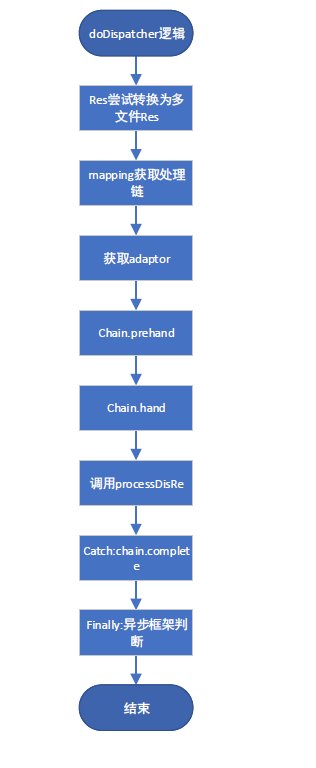 doDispatcher逻辑
Res尝试转换为多
文件Res
mapping获取处理
链
获取adaptor
Chain.prehand
Chain.hand
调用processDisRe
Catch:chain.complet
e
Finally:异步框架判
断
结束